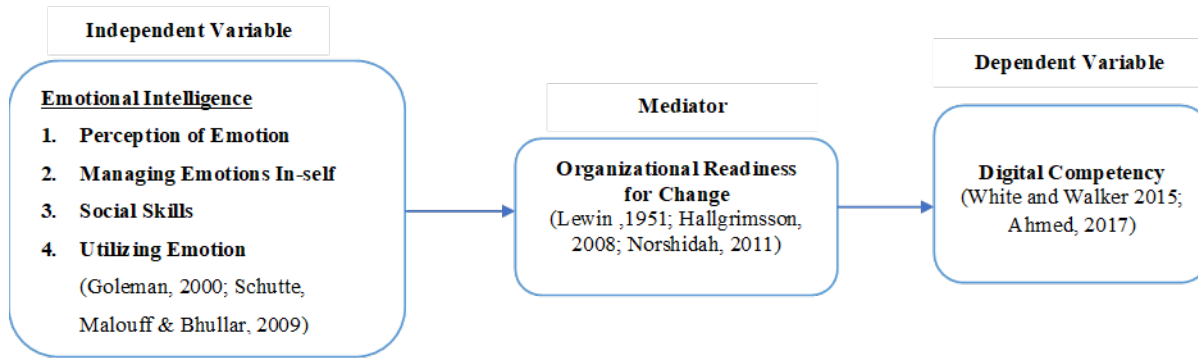 Independent Variable
Emotional Intelligence
1. Perception of Emotion
2. Managing Emotions In-self
3. Social Skills
4. Utilizing Emotion
(Goleman, 2000; Schutte,
Malouff & Bhullar, 2009)
Mediator
Organizational Readiness
for Change
(Lewin ,1951; Hallgrimsson,
2008; Norshidah, 2011)
Dependent Variable
Digital Competency
(White and Walker 2015;
Ahmed, 2017)